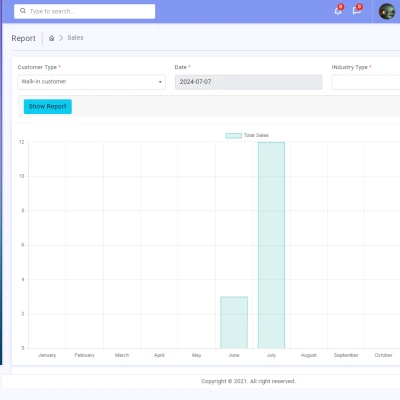 Type to search...
0 0
Report > Sales
Customer Type * Date * INdustry Type *
Walk-in customer 2024-07-07
Show Report
Total Sales
12
10
8
6
4
2
0
January February March April May June July August September October
Copyright © 2021. All right reserved.